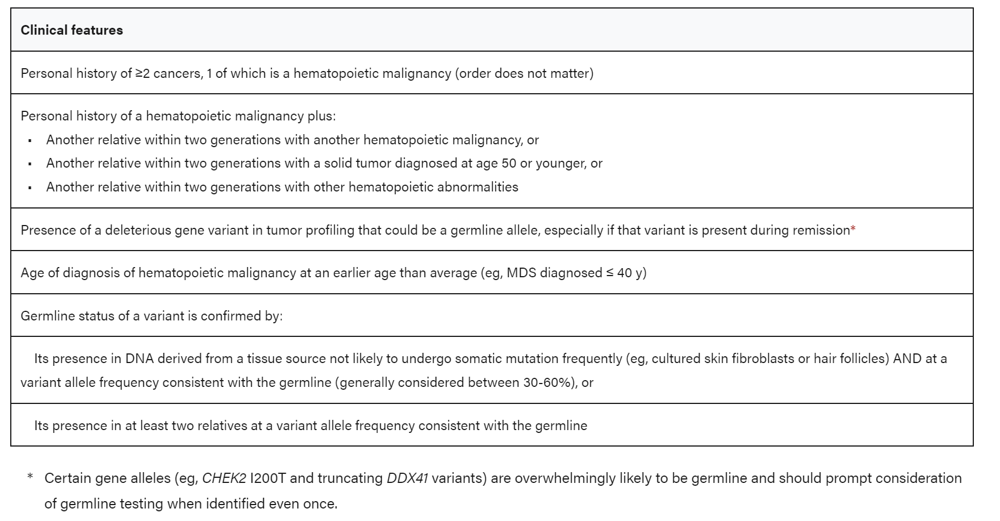 Clinical features
Personal history of ≥2 cancers, 1 of which is a hematopoietic malignancy (order does not matter)
Personal history of a hematopoietic malignancy plus:
▪ Another relative within two generations with another hematopoietic malignancy, or
▪ Another relative within two generations with a solid tumor diagnosed at age 50 or younger, or
▪ Another relative within two generations with other hematopoietic abnormalities
Presence of a deleterious gene variant in tumor profiling that could be a germline allele, especially if that variant is present during remission*
Age of diagnosis of hematopoietic malignancy at an earlier age than average (eg, MDS diagnosed ≤ 40 y)
Germline status of a variant is confirmed by:
Its presence in DNA derived from a tissue source not likely to undergo somatic mutation frequently (eg, cultured skin fibroblasts or hair follicles) AND at a
variant allele frequency consistent with the germline (generally considered between 30-60%), or
Its presence in at least two relatives at a variant allele frequency consistent with the germline
* Certain gene alleles (eg, CHEK2 I200T and truncating DDX41 variants) are overwhelmingly likely to be germline and should prompt consideration
of germline testing when identified even once.